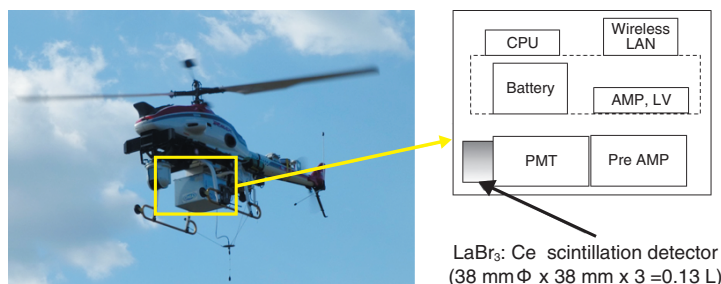 CPU
Wireless
LAN
Battery
AMP, LV
PMT
Pre AMP
LaBr₃: Ce scintillation detector
(38 mmΦ x 38 mm x 3 =0.13 L)